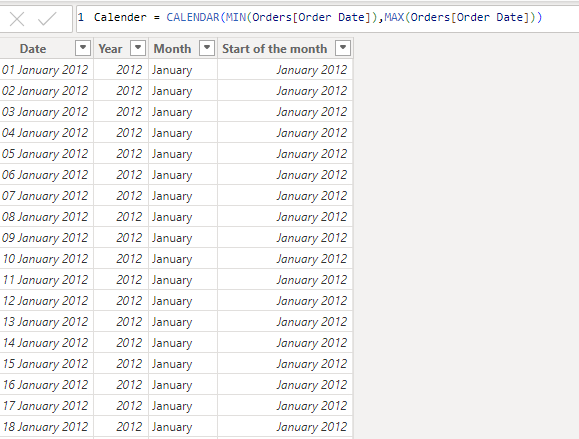 1 Calender = CALENDAR(MIN(Orders[Order Date]),MAX(Orders[Order Date]))
Date Year Month Start of the month
01 January 2012 2012 January January 2012
02 January 2012 2012 January January 2012
03 January 2012 2012 January January 2012
04 January 2012 2012 January January 2012
05 January 2012 2012 January January 2012
06 January 2012 2012 January January 2012
07 January 2012 2012 January January 2012
08 January 2012 2012 January January 2012
09 January 2012 2012 January January 2012
10 January 2012 2012 January January 2012
11 January 2012 2012 January January 2012
12 January 2012 2012 January January 2012
13 January 2012 2012 January January 2012
14 January 2012 2012 January January 2012
15 January 2012 2012 January January 2012
16 January 2012 2012 January January 2012
17 January 2012 2012 January January 2012
18 January 2012 2012 January January 2012